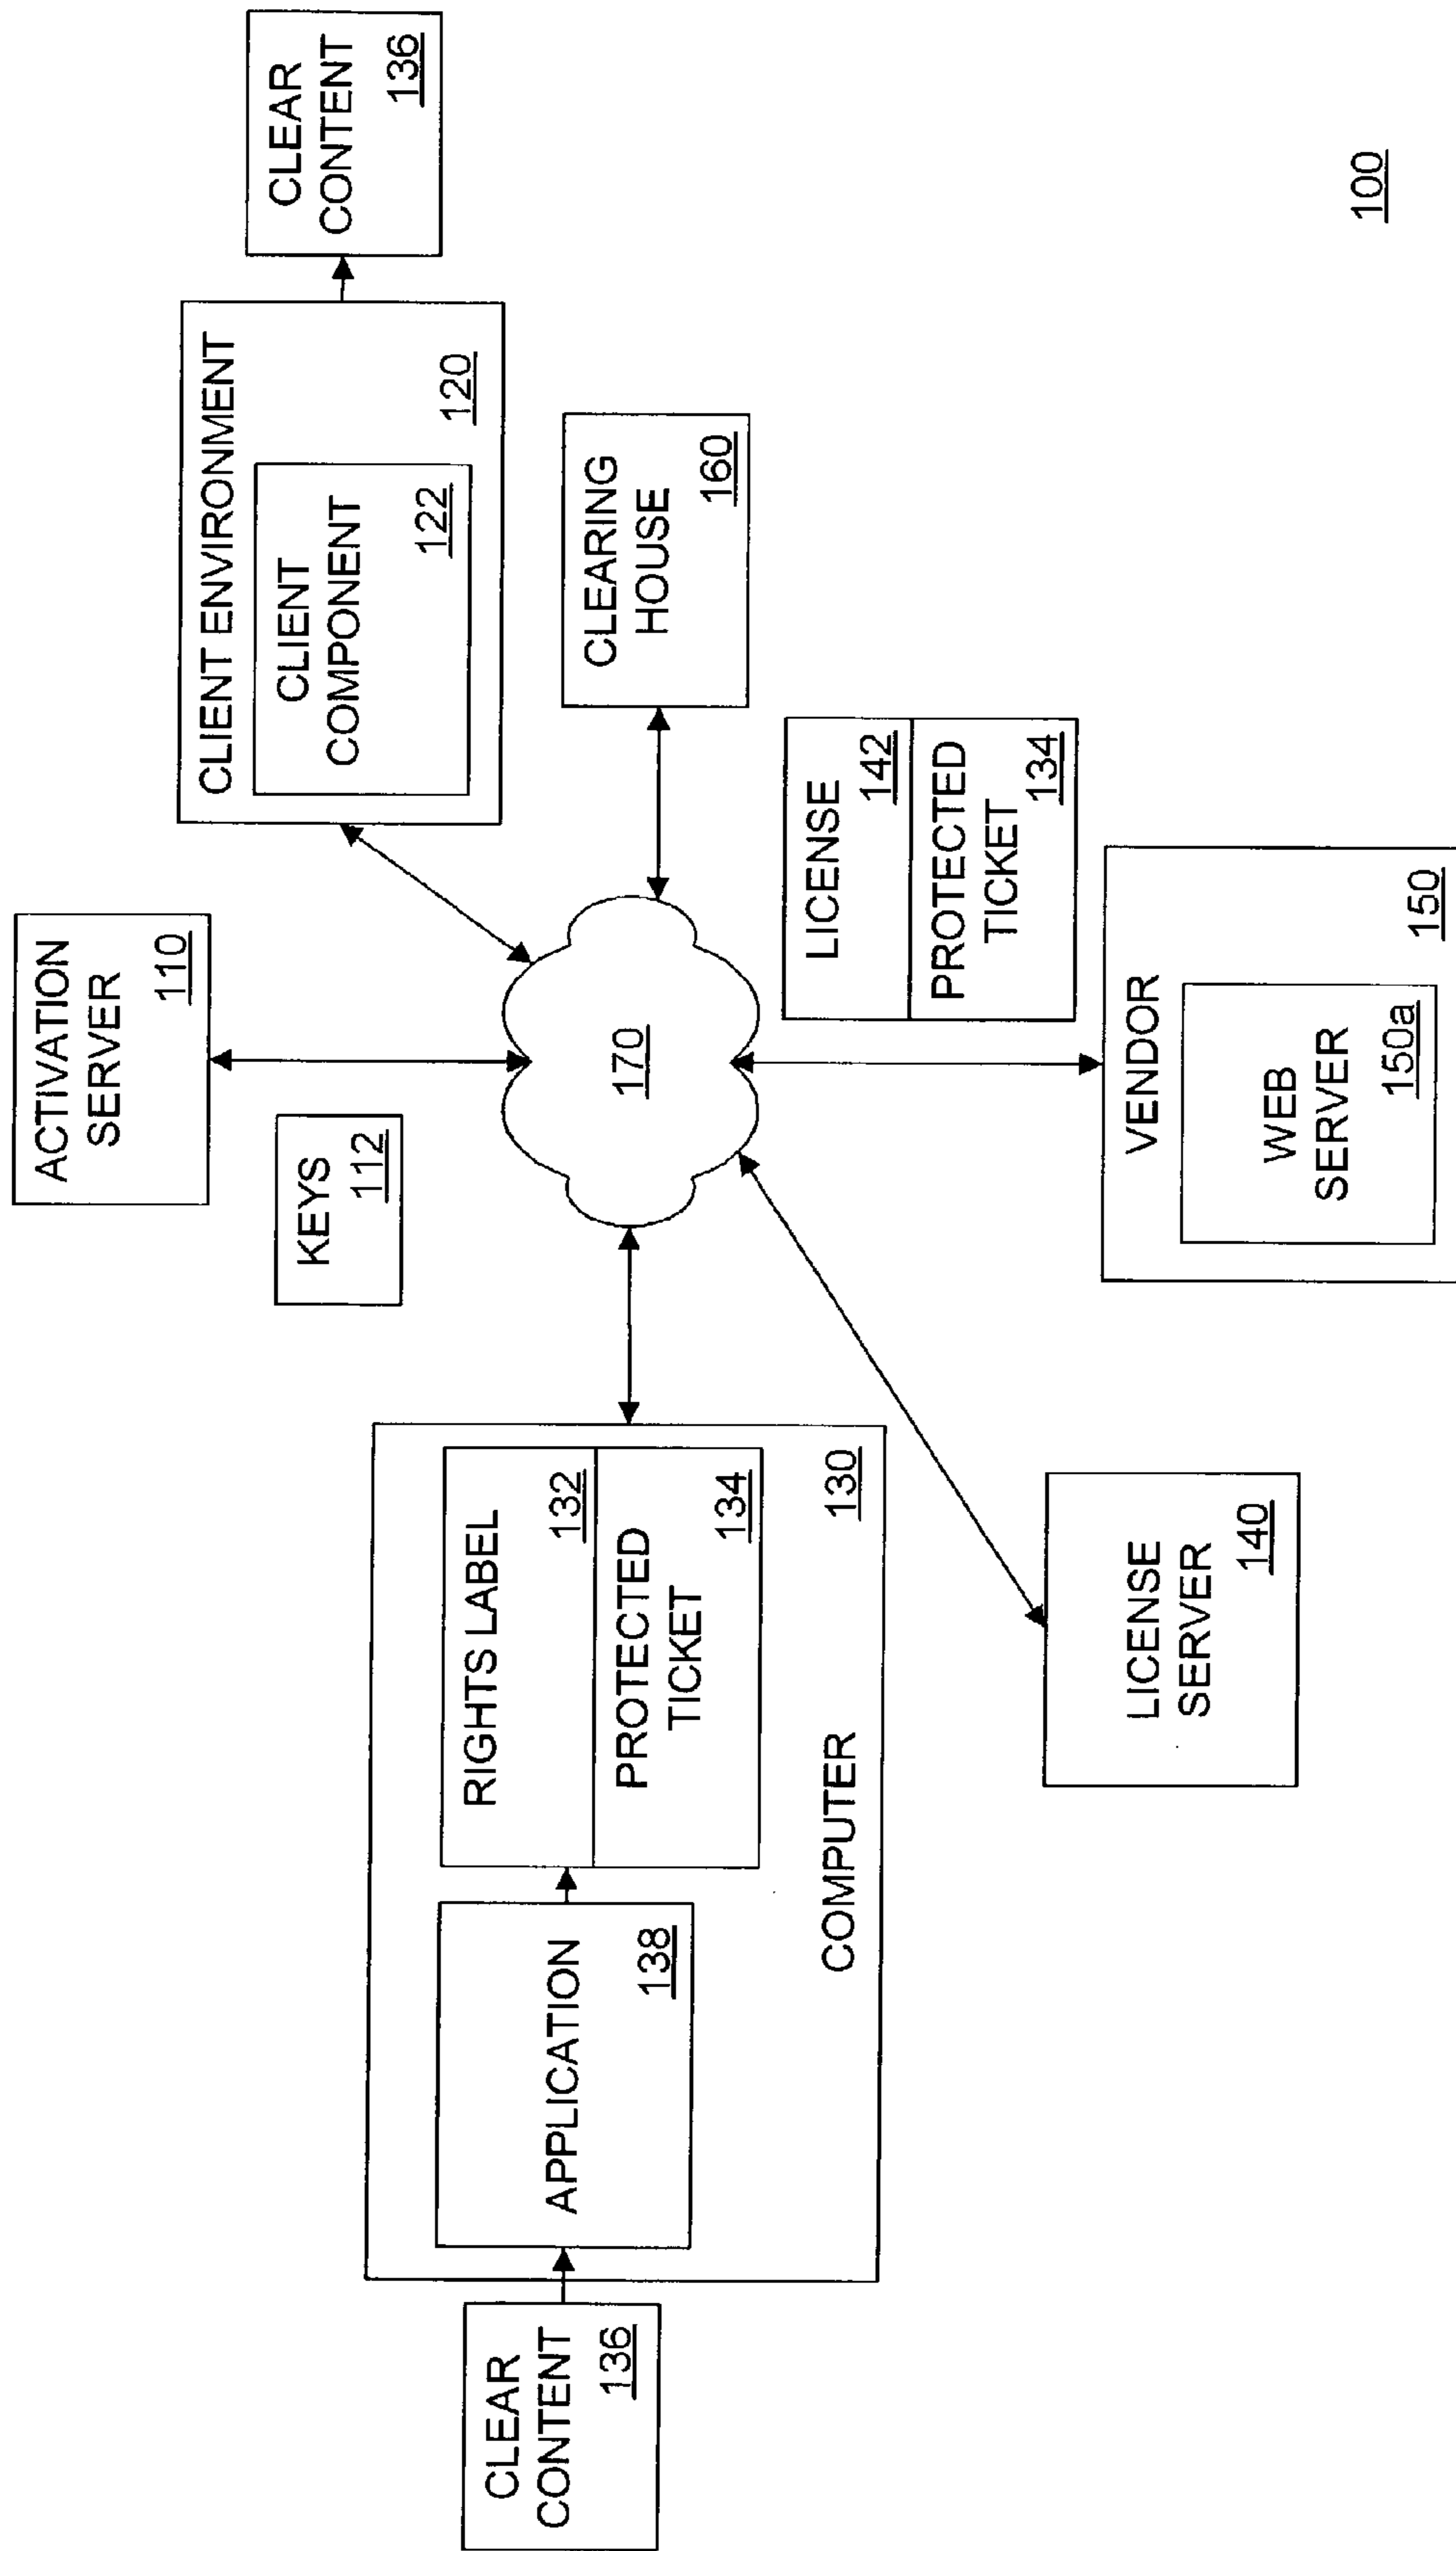 ACTIVATION
SERVER
110
KEYS
112
CLIENT ENVIRONMENT
CLIENT
COMPONENT
122
120
CLEAR
CONTENT
136
CLEAR
CONTENT
136
APPLICATION
138
RIGHTS LABEL
132
PROTECTED
TICKET
134
COMPUTER
130
170
CLEARING
HOUSE
160
LICENSE
142
PROTECTED
TICKET
134
LICENSE
SERVER
140
VENDOR
WEB
SERVER
150a
150
100